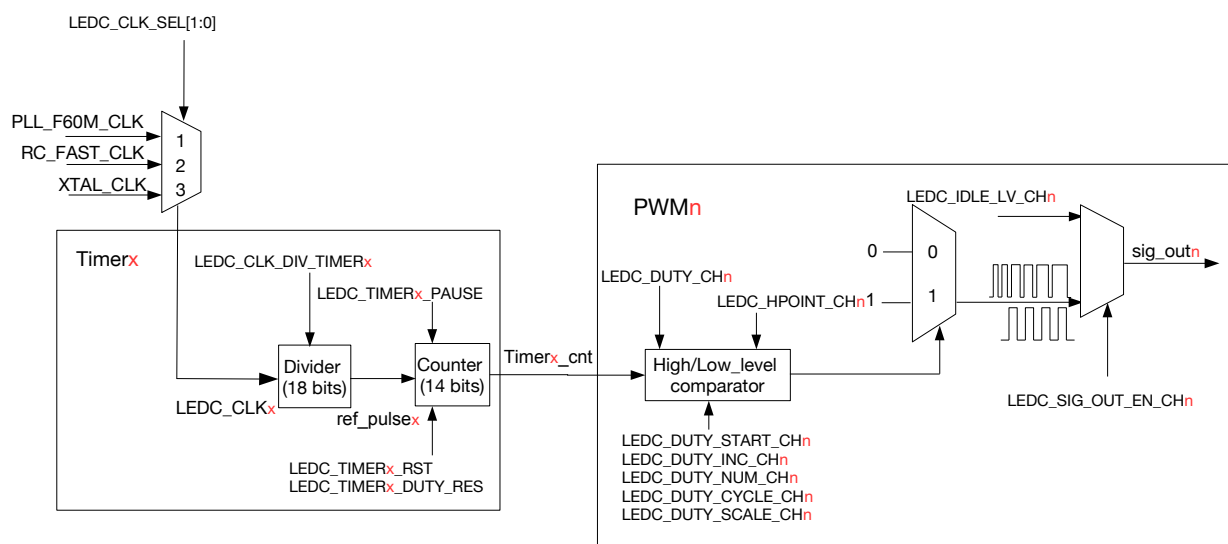 LEDC_CLK_SEL[1:0]
PLL_F60M_CLK
RC_FAST_CLK
XTAL_CLK
1
2
3
Timerx
LEDC_CLK_DIV_TIMERx
LEDC_TIMERx_PAUSE
Divider
(18 bits)
Counter
(14 bits)
LEDC_CLKx
ref_pulsex
LEDC_TIMERx_RST
LEDC_TIMERx_DUTY_RES
Timerx_cnt
PWMn
LEDC_DUTY_CHn
LEDC_HPOINT_CHn
High/Low_level
comparator
LEDC_DUTY_START_CHn
LEDC_DUTY_INC_CHn
LEDC_DUTY_NUM_CHn
LEDC_DUTY_CYCLE_CHn
LEDC_DUTY_SCALE_CHn
0
1
0
1
LEDC_IDLE_LV_CHn
sig_outn
LEDC_SIG_OUT_EN_CHn